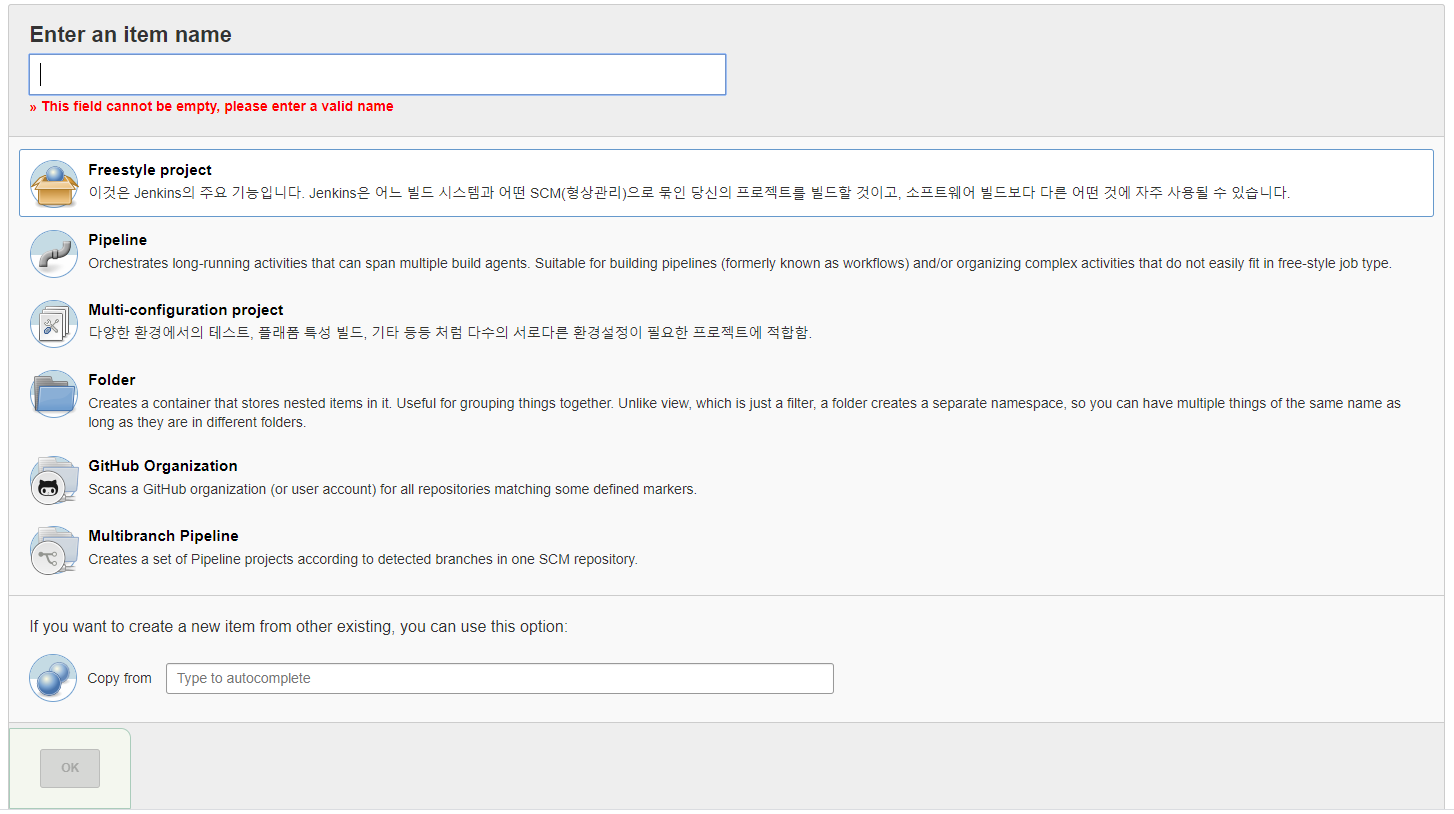 Enter an item name
» This field cannot be empty, please enter a valid name
Freestyle project
이것은 Jenkins의 주요 기능입니다. Jenkins은 어느 빌드 시스템과 어떤 SCM(형상관리)으로 묶인 당신의 프로젝트를 빌드할 것이고, 소프트웨어 빌드보다 다른 어떤 것에 자주 사용될 수 있습니다.
Pipeline
Orchestrates long-running activities that can span multiple build agents. Suitable for building pipelines (formerly known as workflows) and/or organizing complex activities that do not easily fit in free-style job type.
Multi-configuration project
다양한 환경에서의 테스트, 플래폼 특성 빌드, 기타 등등 처럼 다수의 서로다른 환경설정이 필요한 프로젝트에 적합함.
Folder
Creates a container that stores nested items in it. Useful for grouping things together. Unlike view, which is just a filter, a folder creates a separate namespace, so you can have multiple things of the same name as
long as they are in different folders.
GitHub Organization
Scans a GitHub organization (or user account) for all repositories matching some defined markers.
Multibranch Pipeline
Creates a set of Pipeline projects according to detected branches in one SCM repository.
If you want to create a new item from other existing, you can use this option:
Copy from
Type to autocomplete
OK